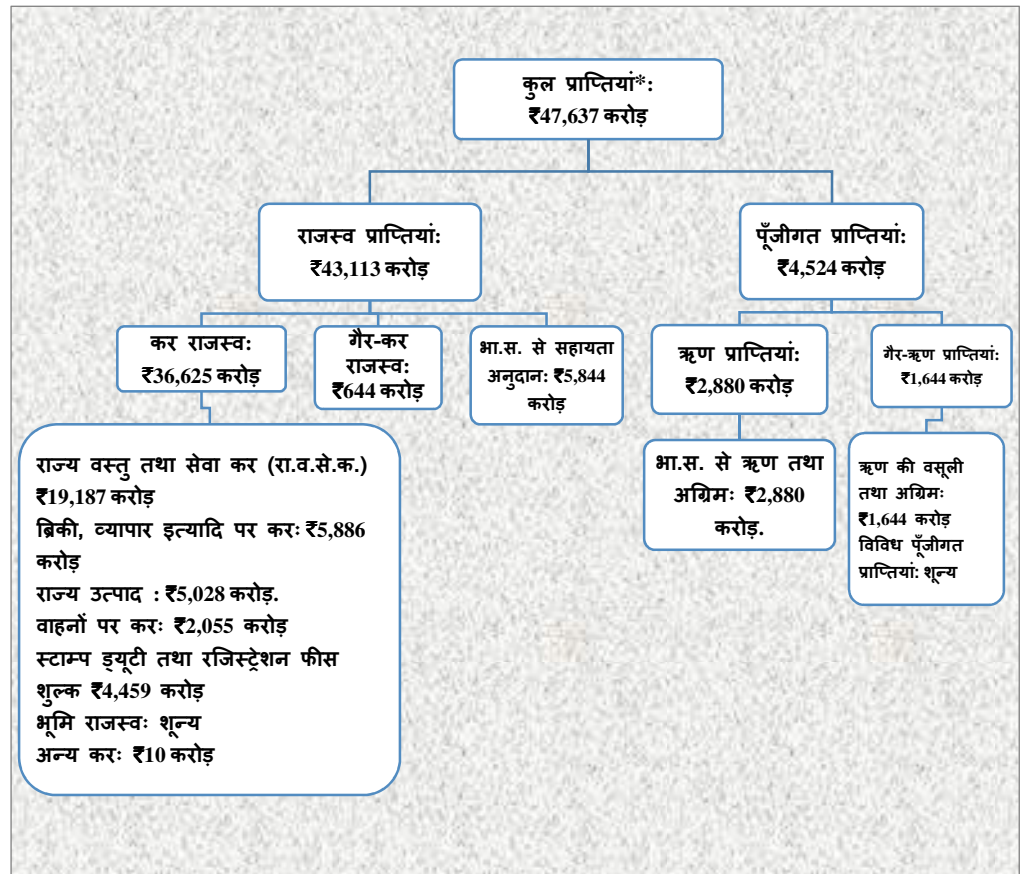 कुल प्राप्तियां*:
₹47,637 करोड़
राजस्व प्राप्तियां:
₹43,113 करोड़
पूँजीगत प्राप्तियां:
₹4,524 करोड़
कर राजस्व:
₹36,625 करोड़
गैर-कर
राजस्व:
₹644 करोड़
भा.स. से सहायता
अनुदान: ₹5,844
करोड़
ऋण प्राप्तियां:
₹2,880 करोड़
गैर-ऋण प्राप्तियां:
₹1,644 करोड़
राज्य वस्तु तथा सेवा कर (रा.व.से.क.)
₹19,187 करोड़
ब्रिकी, व्यापार इत्यादि पर कर: ₹5,886
करोड़
राज्य उत्पाद : ₹5,028 करोड़.
वाहनों पर कर: ₹2,055 करोड़
स्टाम्प ड्यूटी तथा रजिस्ट्रेशन फीस
शुल्क ₹4,459 करोड़
भूमि राजस्व: शून्य
अन्य कर: ₹10 करोड़
भा.स. से ऋण तथा
अग्रिम: ₹2,880
करोड़.
ऋण की वसूली
तथा अग्रिम:
₹1,644 करोड़
विविध पूँजीगत
प्राप्तियां: शून्य